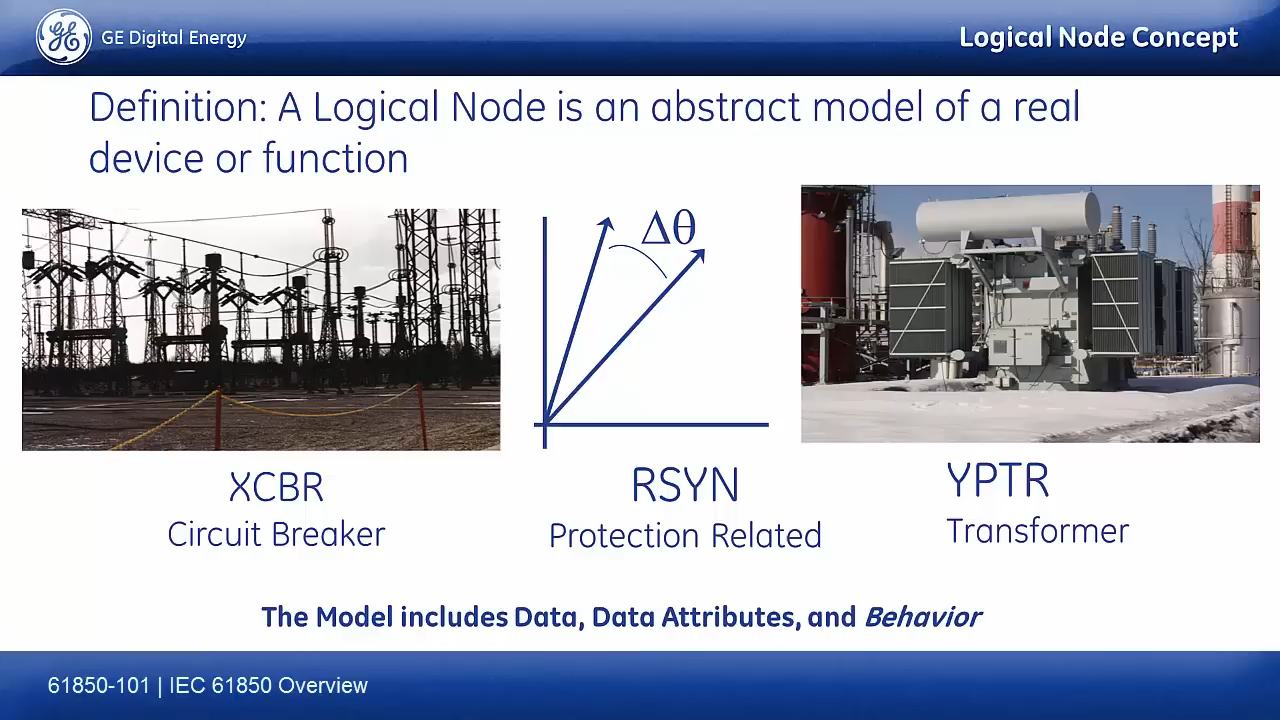 GE Digital Energy
Logical Node Concept
Definition: A Logical Node is an abstract model of a real
device or function
Δθ
XCBR
Circuit Breaker
RSYN
Protection Related
YPTR
Transformer
The Model includes Data, Data Attributes, and Behavior
61850-101 | IEC 61850 Overview